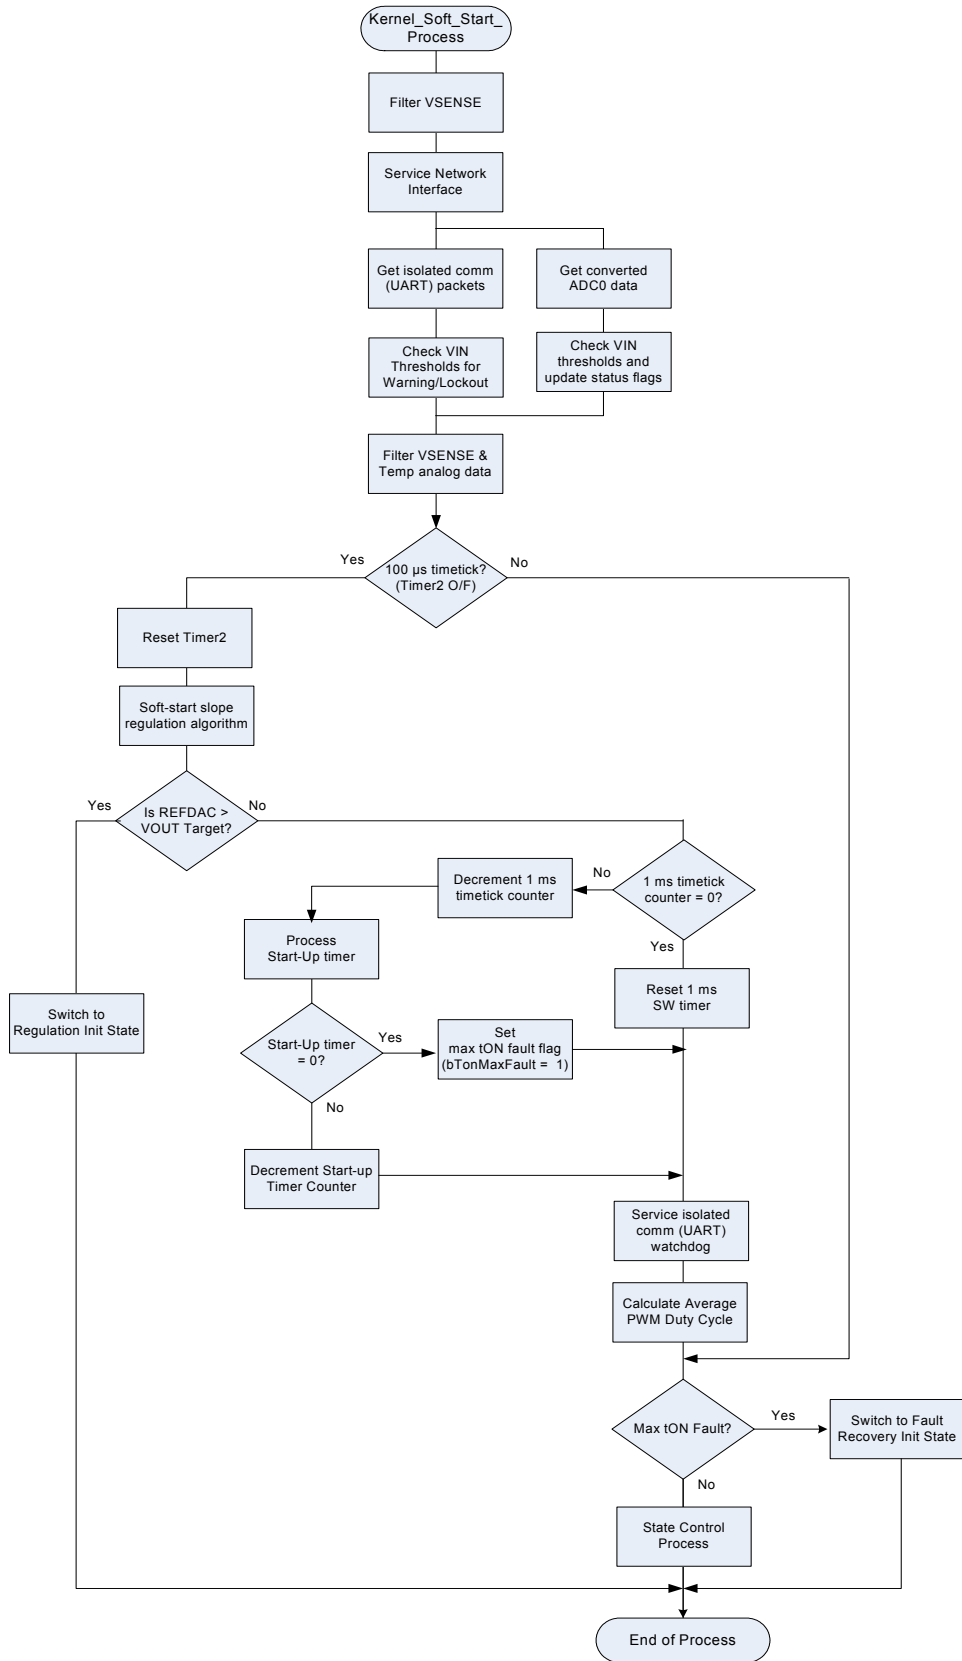 Kernel_Soft_Start_
Process
Filter VSENSE
Service Network
Interface
Get isolated comm
(UART) packets
Get converted
ADC0 data
Check VIN
Thresholds for
Warning/Lockout
Check VIN
thresholds and
update status flags
Filter VSENSE &
Temp analog data
100 µs timetick?
(Timer2 O/F)
Yes
No
Reset Timer2
Soft-start slope
regulation algorithm
Is REFDAC >
VOUT Target?
Yes
No
1 ms timetick
counter = 0?
No
Yes
Decrement 1 ms
timetick counter
Process
Start-Up timer
Reset 1 ms
SW timer
Switch to
Regulation Init State
Start-Up timer
= 0?
Yes
No
Set
max tON fault flag
(bTonMaxFault = 1)
Decrement Start-up
Timer Counter
Service isolated
comm (UART)
watchdog
Calculate Average
PWM Duty Cycle
Max tON Fault?
Yes
No
Switch to Fault
Recovery Init State
State Control
Process
End of Process